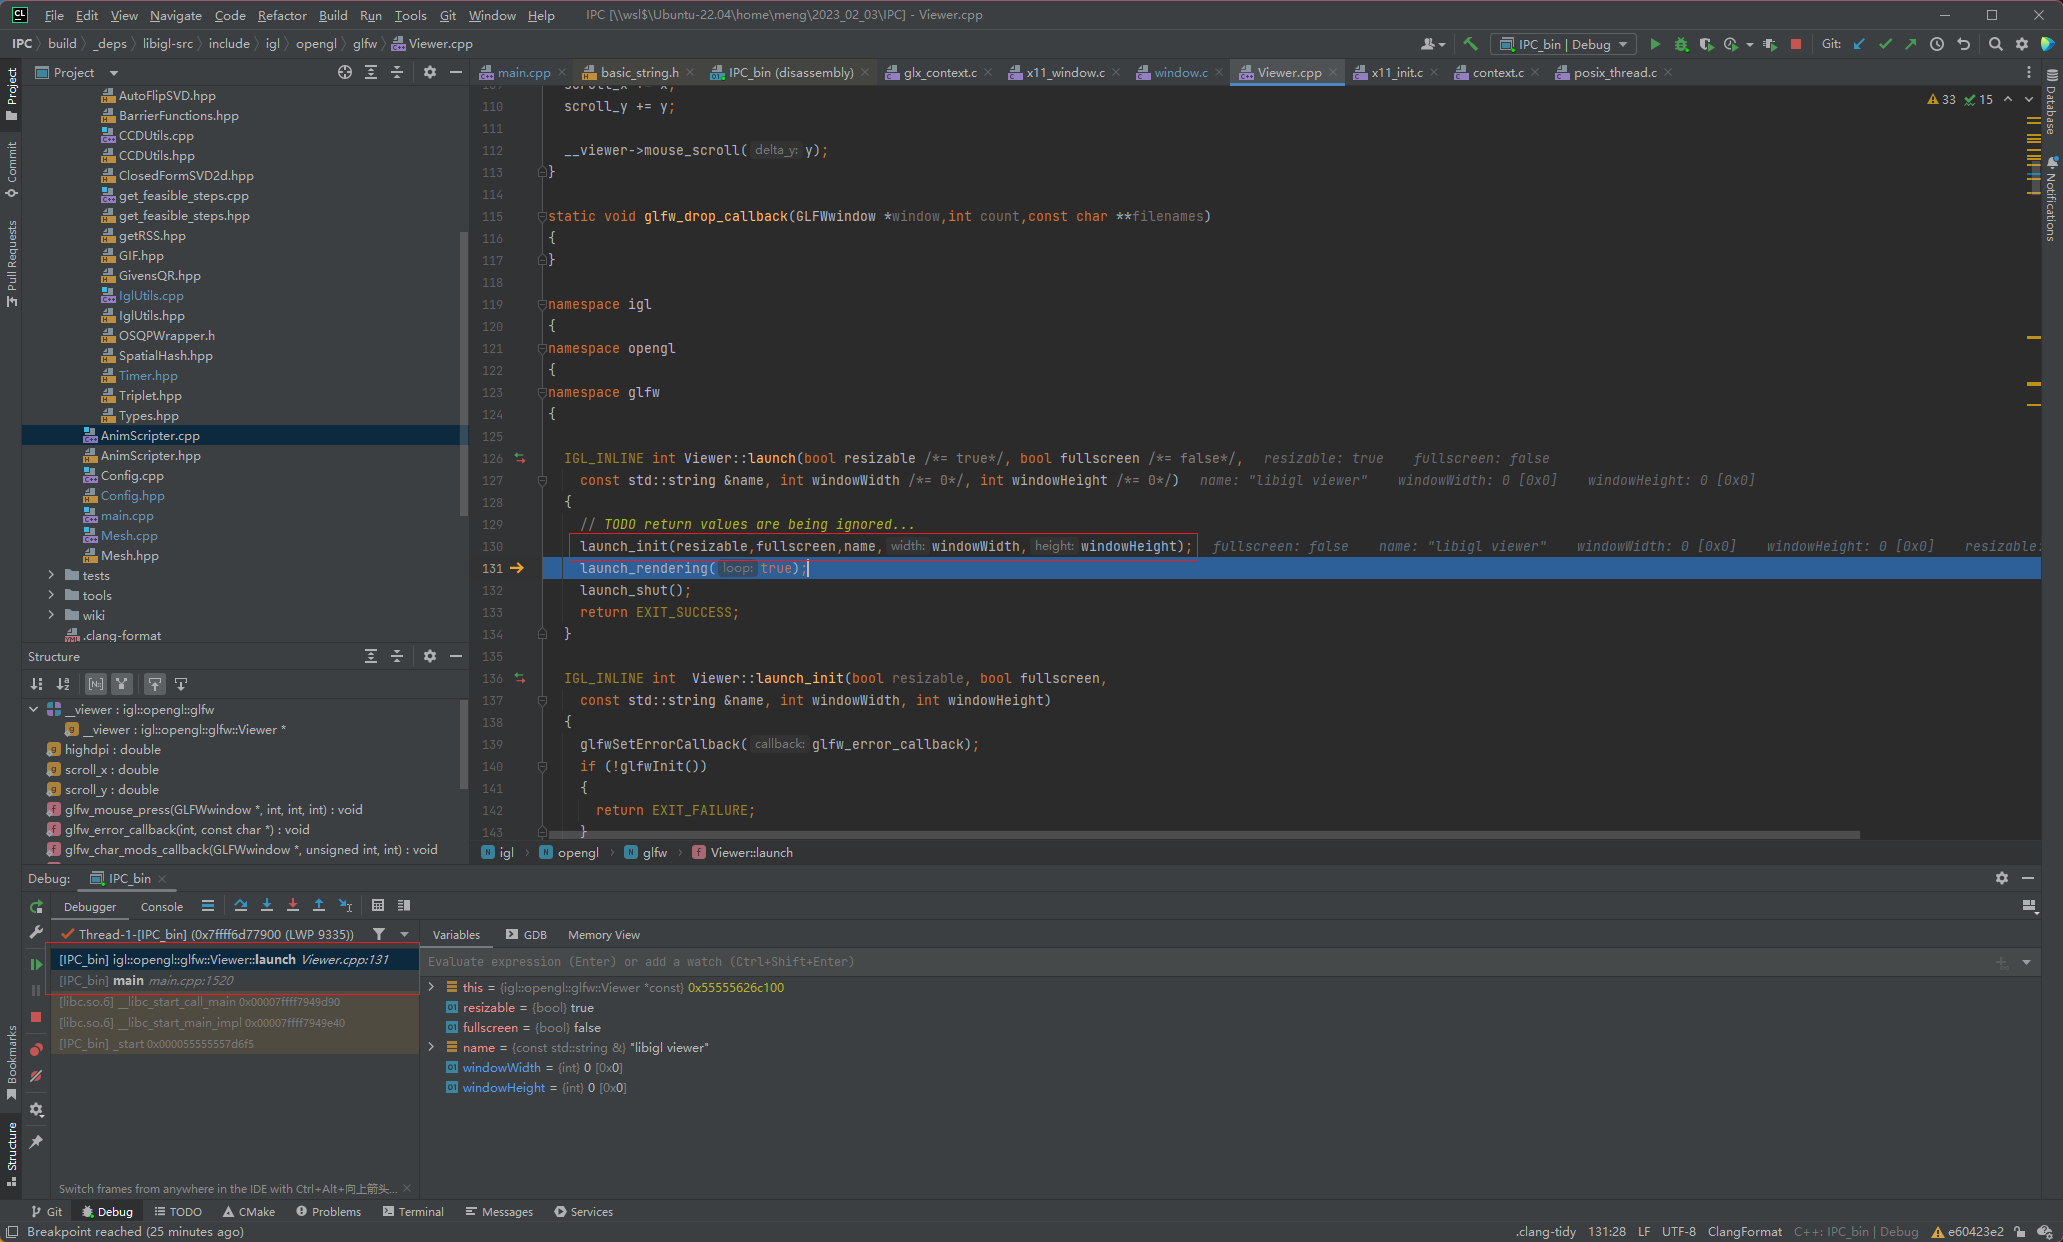 File Edit View Navigate Code Refactor Build Run Tools Git Window Help IPC [\\wsl$\Ubuntu-22.04\home\meng\2023_02_03\IPC] - Viewer.cpp
IPC build _deps libigl-src include igl opengl glfw Viewer.cpp IPC_bin | Debug Git:
Project
main.cpp basic_string.h IPC_bin (disassembly) glx_context.c x11_window.c window.c Viewer.cpp x11_init.c context.c posix_thread.c
Project
Commit
Pull Requests
Bookmarks
Structure
Database
Notifications
AutoFlipSVD.hpp
BarrierFunctions.hpp
CCDUtils.cpp
CCDUtils.hpp
ClosedFormSVD2d.hpp
get_feasible_steps.cpp
get_feasible_steps.hpp
getRSS.hpp
GIF.hpp
GivensQR.hpp
IglUtils.cpp
IglUtils.hpp
OSQPWrapper.h
SpatialHash.hpp
Timer.hpp
Triplet.hpp
Types.hpp
AnimScripter.cpp
AnimScripter.hpp
Config.cpp
Config.hpp
main.cpp
Mesh.cpp
Mesh.hpp
tests
tools
wiki
.clang-format
33 15
110 scroll_y += y;
111
112 __viewer->mouse_scroll( delta_y: y);
113 }
114
115 static void glfw_drop_callback(GLFWwindow *window,int count,const char **filenames)
116 {
117 }
118
119 namespace igl
120 {
121 namespace opengl
122 {
123 namespace glfw
124 {
125
126 IGL_INLINE int Viewer::launch(bool resizable /*= true*/, bool fullscreen /*= false*/, resizable: true fullscreen: false
127 const std::string &name, int windowWidth /*= 0*/, int windowHeight /*= 0*/) name: "libigl viewer" windowWidth: 0 [0x0] windowHeight: 0 [0x0]
128 {
129 // TODO return values are being ignored...
130 launch_init(resizable,fullscreen,name, width: windowWidth, height: windowHeight); fullscreen: false name: "libigl viewer" windowWidth: 0 [0x0] windowHeight: 0 [0x0] resizable:
131 launch_rendering( loop: true);
132 launch_shut();
133 return EXIT_SUCCESS;
134 }
135
136 IGL_INLINE int Viewer::launch_init(bool resizable, bool fullscreen,
137 const std::string &name, int windowWidth, int windowHeight)
138 {
139 glfwSetErrorCallback( callback: glfw_error_callback);
140 if (!glfwInit())
141 {
142 return EXIT_FAILURE;
143 }
igl opengl glfw Viewer::launch
Structure
__viewer : igl::opengl::glfw
__viewer : igl::opengl::glfw::Viewer *
highdpi : double
scroll_x : double
scroll_y : double
glfw_mouse_press(GLFWwindow *, int, int, int) : void
glfw_error_callback(int, const char *) : void
glfw_char_mods_callback(GLFWwindow *, unsigned int, int) : void
Debug: IPC_bin
Debugger Console
Thread-1-[IPC_bin] (0x7ffff6d77900 (LWP 9335))
[IPC_bin] igl::opengl::glfw::Viewer::launch Viewer.cpp:131
[IPC_bin] main main.cpp:1520
[libc.so.6] __libc_start_call_main 0x00007ffff7949d90
[libc.so.6] __libc_start_main_impl 0x00007ffff7949e40
[IPC_bin] _start 0x000055555557d6f5
Switch frames from anywhere in the IDE with Ctrl+Alt+向上箭头...
Variables GDB Memory View
Evaluate expression (Enter) or add a watch (Ctrl+Shift+Enter)
this = {igl::opengl::glfw::Viewer *const} 0x55555626c100
resizable = {bool} true
fullscreen = {bool} false
name = {const std::string &} "libigl viewer"
windowWidth = {int} 0 [0x0]
windowHeight = {int} 0 [0x0]
Git Debug TODO CMake Problems Terminal Messages Services
Breakpoint reached (25 minutes ago) .clang-tidy 131:28 LF UTF-8 ClangFormat C++: IPC_bin | Debug e60423e2